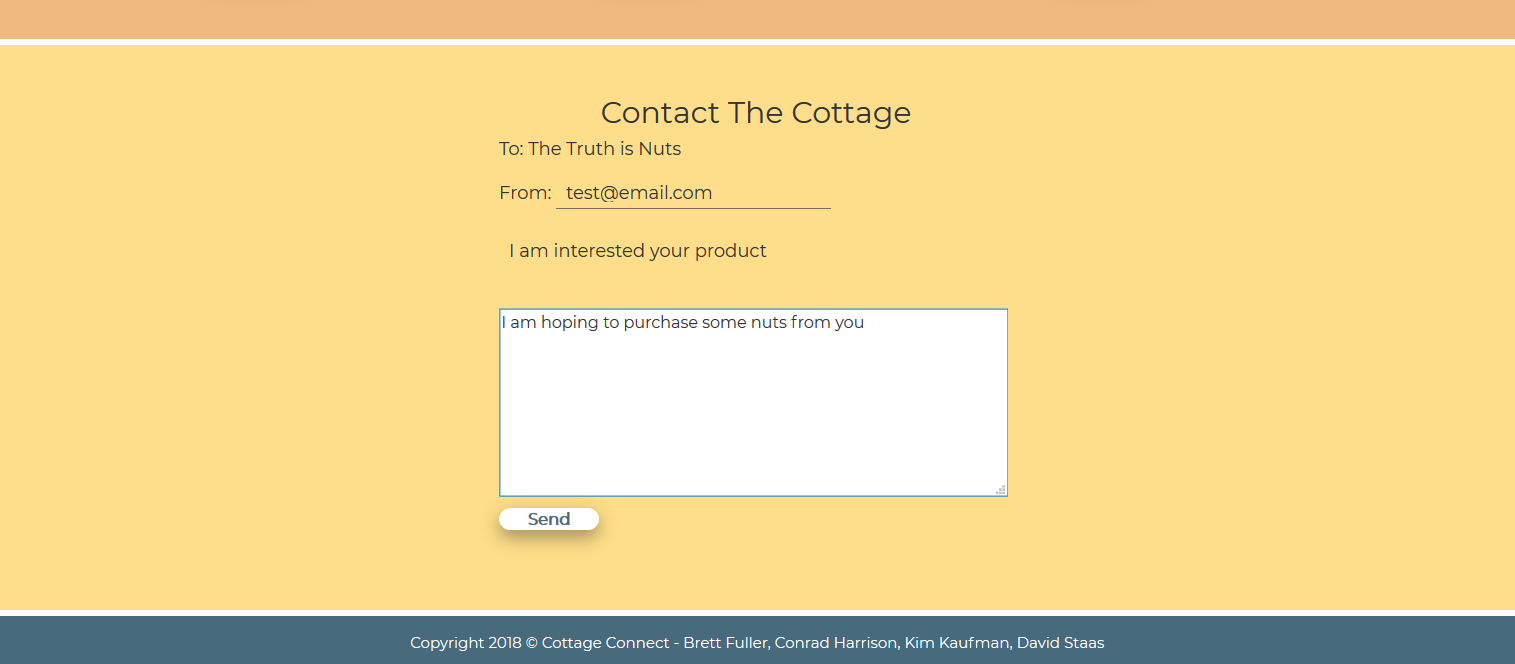 Contact The Cottage
To: The Truth is Nuts
From: test@email.com
I am interested your product
I am hoping to purchase some nuts from you
Send
Copyright 2018 © Cottage Connect - Brett Fuller, Conrad Harrison, Kim Kaufman, David Staas